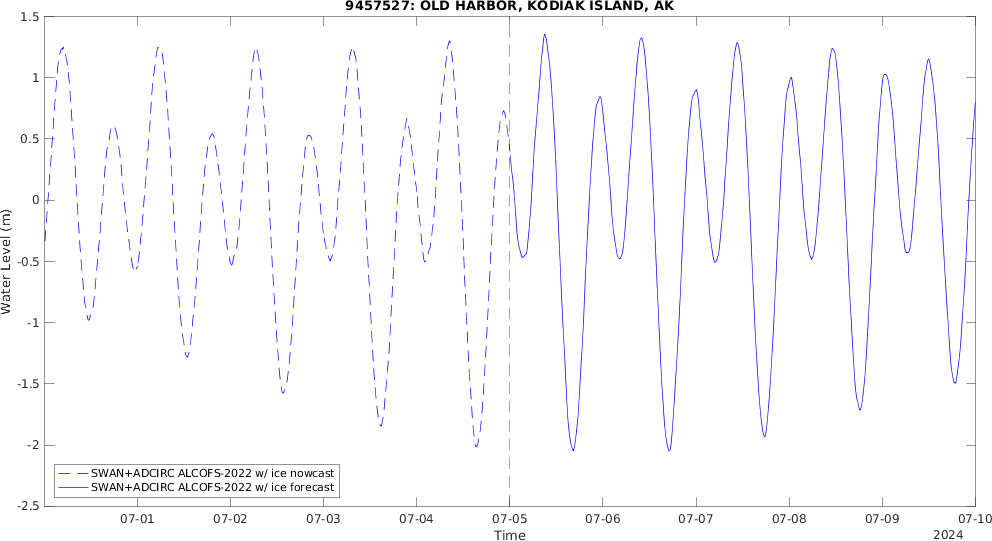 9457527: OLD HARBOR, KODIAK ISLAND, AK
1.5
1
0.5
0
-0.5
-1
-1.5
-2
-2.5
Water Level (m)
SWAN+ADCIRC ALCOFS-2022 w/ ice nowcast
SWAN+ADCIRC ALCOFS-2022 w/ ice forecast
07-01 07-02 07-03 07-04 07-05 07-06 07-07 07-08 07-09 07-10
Time
2024